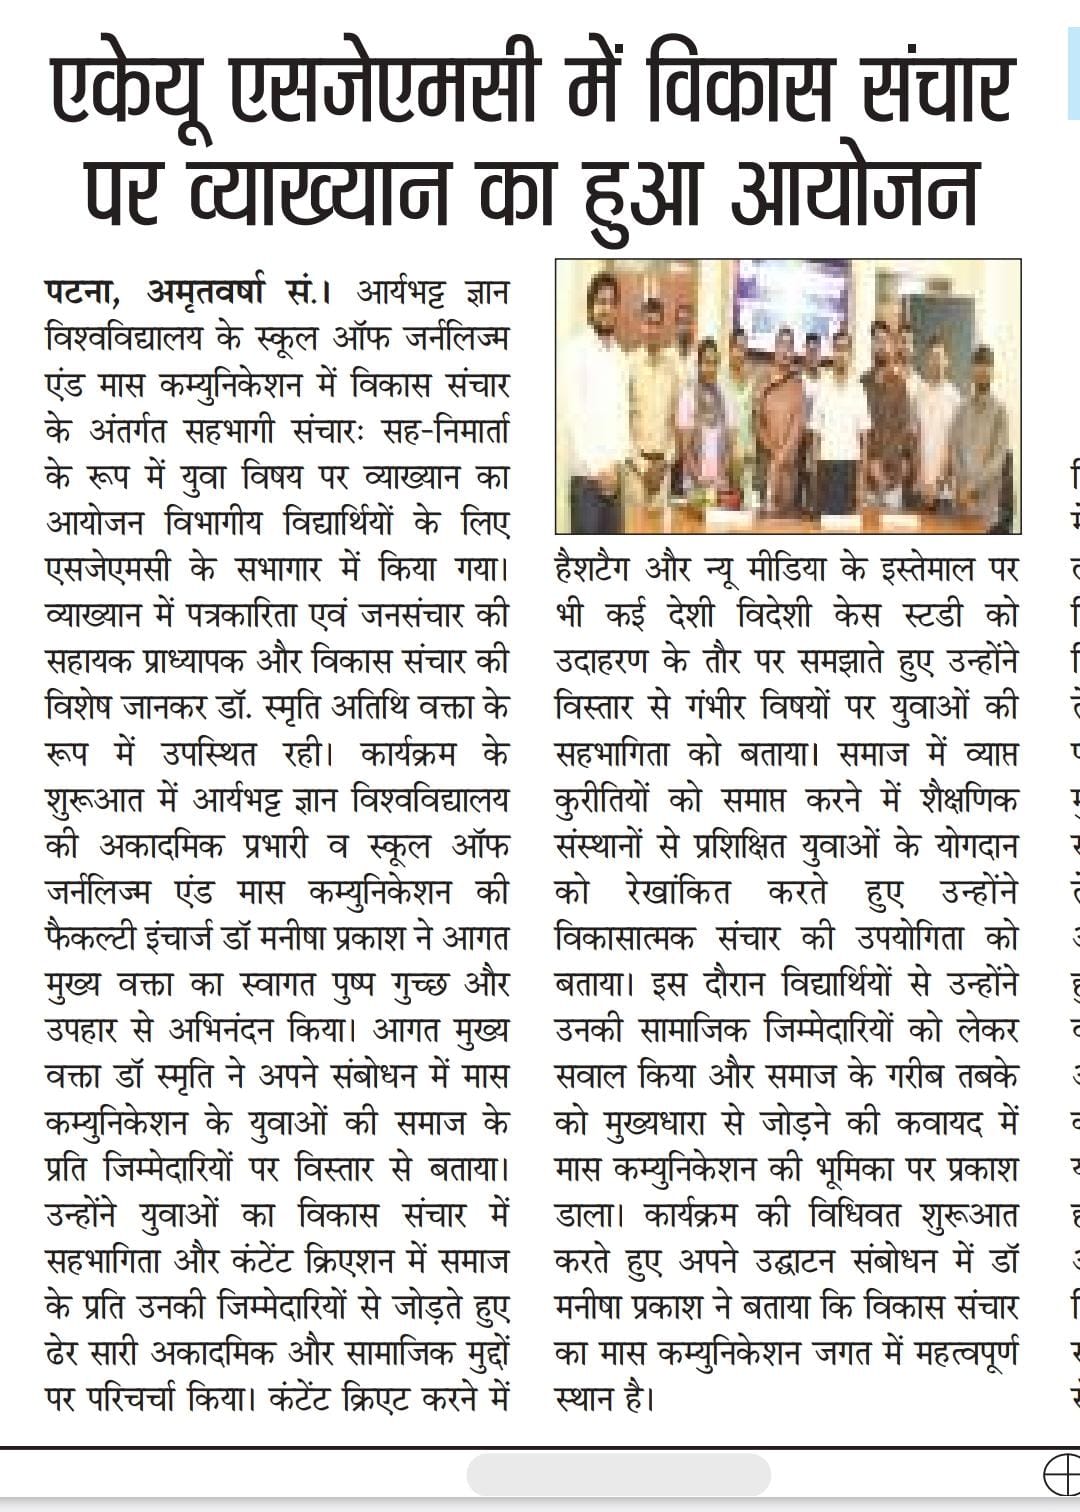 एकेयू एसजेएमसी में विकास संचार
पर व्याख्यान का हुआ आयोजन
पटना, अमृतवर्षा सं.। आर्यभट्ट ज्ञान
विश्वविद्यालय के स्कूल ऑफ जर्नलिज्म
एंड मास कम्युनिकेशन में विकास संचार
के अंतर्गत सहभागी संचारः सह-निमार्ता
के रूप में युवा विषय पर व्याख्यान का
आयोजन विभागीय विद्यार्थियों के लिए
एसजेएमसी के सभागार में किया गया।
व्याख्यान में पत्रकारिता एवं जनसंचार की
सहायक प्राध्यापक और विकास संचार की
विशेष जानकर डॉ. स्मृति अतिथि वक्ता के
रूप में उपस्थित रही। कार्यक्रम के
शुरूआत में आर्यभट्ट ज्ञान विश्वविद्यालय
की अकादमिक प्रभारी व स्कूल ऑफ
जर्नलिज्म एंड मास कम्युनिकेशन की
फैकल्टी इंचार्ज डॉ मनीषा प्रकाश ने आगत
मुख्य वक्ता का स्वागत पुष्प गुच्छ और
उपहार से अभिनंदन किया। आगत मुख्य
वक्ता डॉ स्मृति ने अपने संबोधन में मास
कम्युनिकेशन के युवाओं की समाज के
प्रति जिम्मेदारियों पर विस्तार से बताया।
उन्होंने युवाओं का विकास संचार में
सहभागिता और कंटेंट क्रिएशन में समाज
के प्रति उनकी जिम्मेदारियों से जोड़ते हुए
ढेर सारी अकादमिक और सामाजिक मुद्दों
पर परिचर्चा किया। कंटेंट क्रिएट करने में
हैशटैग और न्यू मीडिया के इस्तेमाल पर
भी कई देशी विदेशी केस स्टडी को
उदाहरण के तौर पर समझाते हुए उन्होंने
विस्तार से गंभीर विषयों पर युवाओं की
सहभागिता को बताया। समाज में व्याप्त
कुरीतियों को समाप्त करने में शैक्षणिक
संस्थानों से प्रशिक्षित युवाओं के योगदान
को रेखांकित करते हुए उन्होंने
विकासात्मक संचार की उपयोगिता को
बताया। इस दौरान विद्यार्थियों से उन्होंने
उनकी सामाजिक जिम्मेदारियों को लेकर
सवाल किया और समाज के गरीब तबके
को मुख्यधारा से जोड़ने की कवायद में
मास कम्युनिकेशन की भूमिका पर प्रकाश
डाला। कार्यक्रम की विधिवत शुरूआत
करते हुए अपने उद्घाटन संबोधन में डॉ
मनीषा प्रकाश ने बताया कि विकास संचार
का मास कम्युनिकेशन जगत में महत्वपूर्ण
स्थान है।